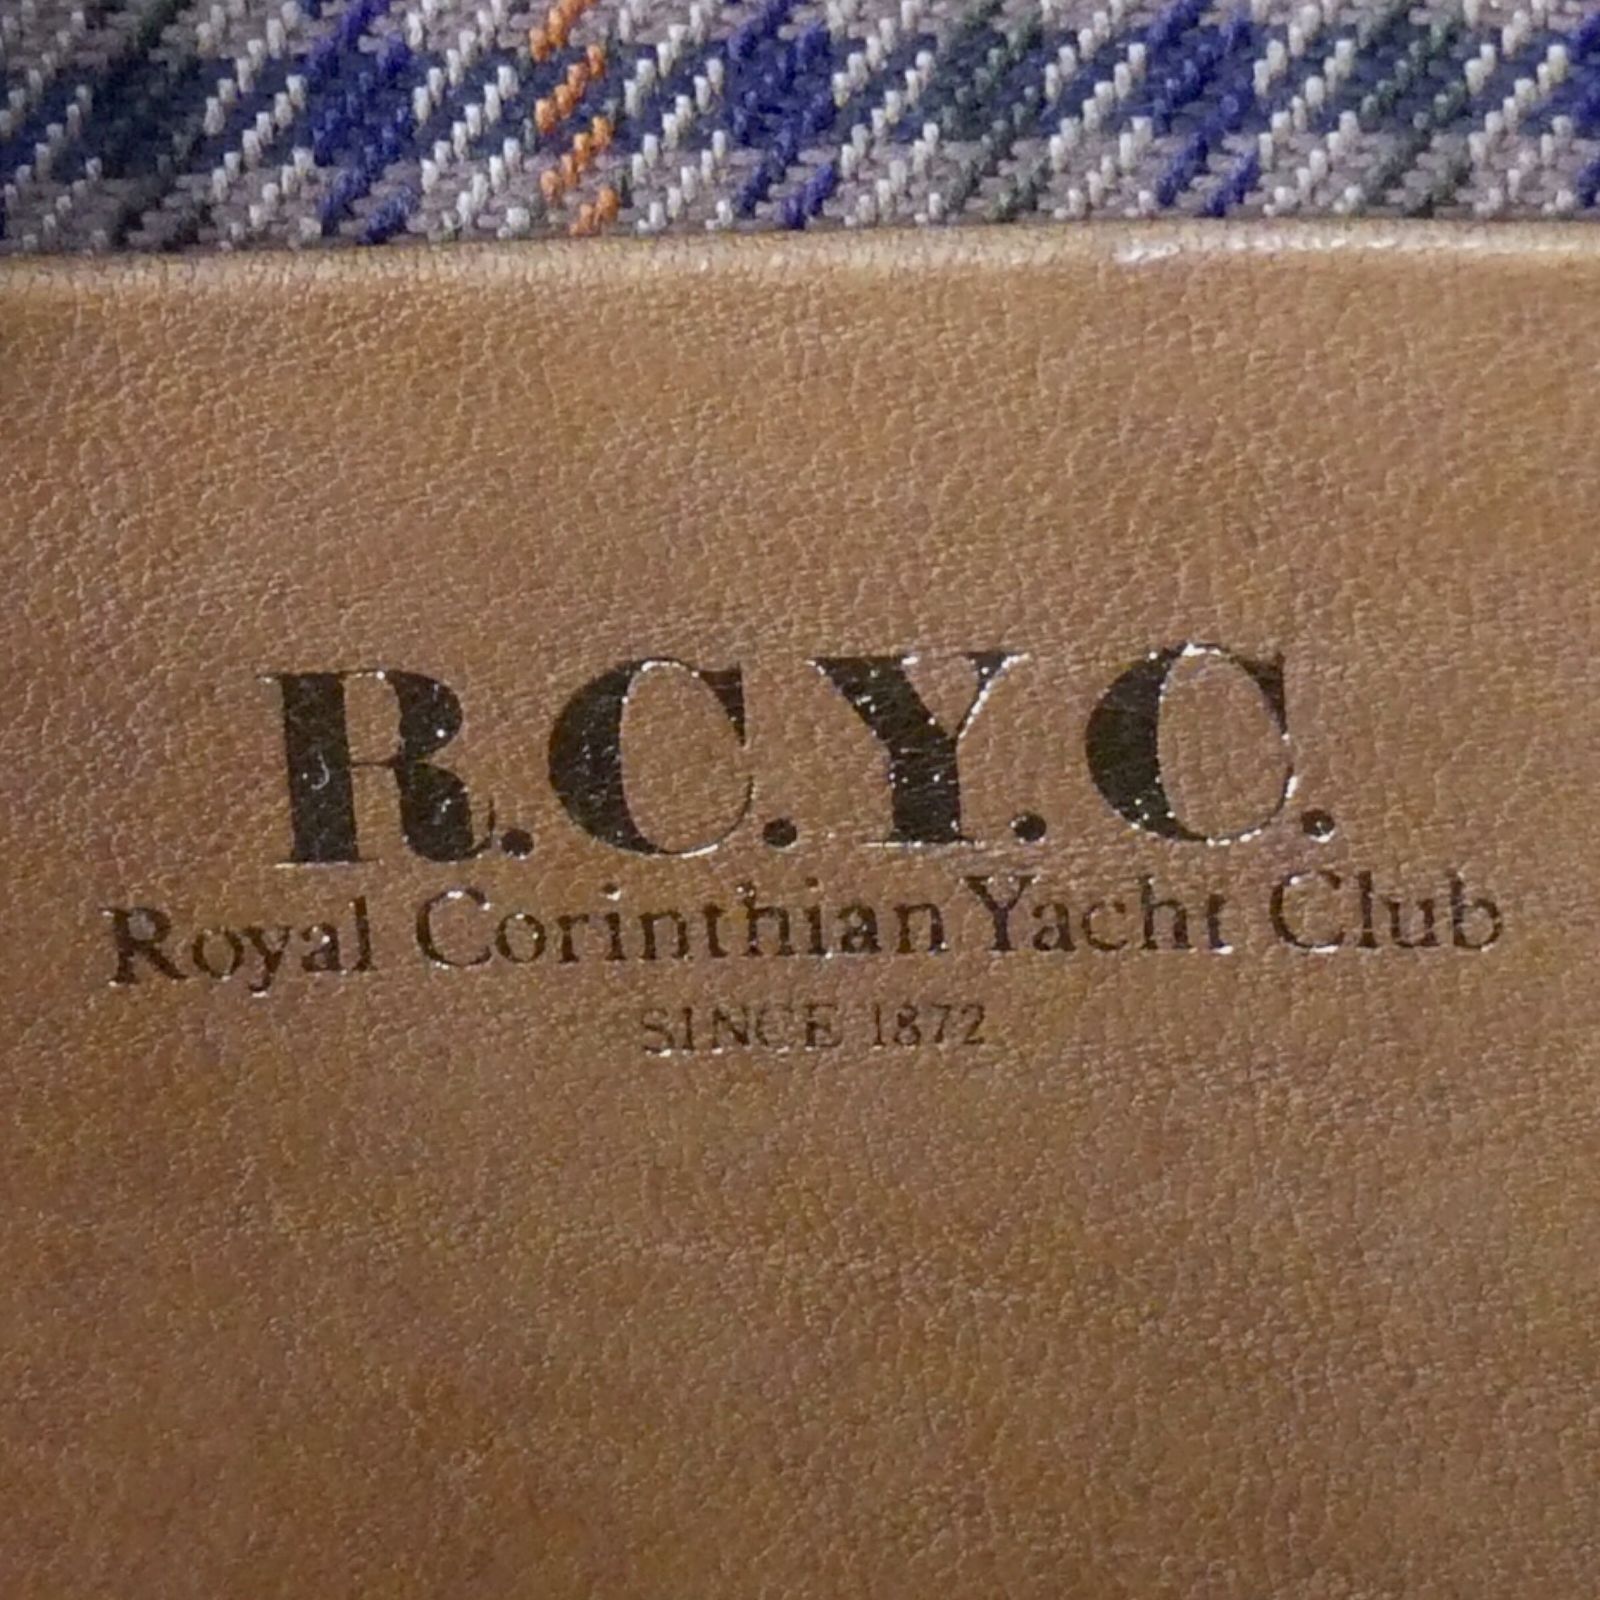 R.C.Y.C.
Royal Corinthian Yacht Club
SINCE 1872